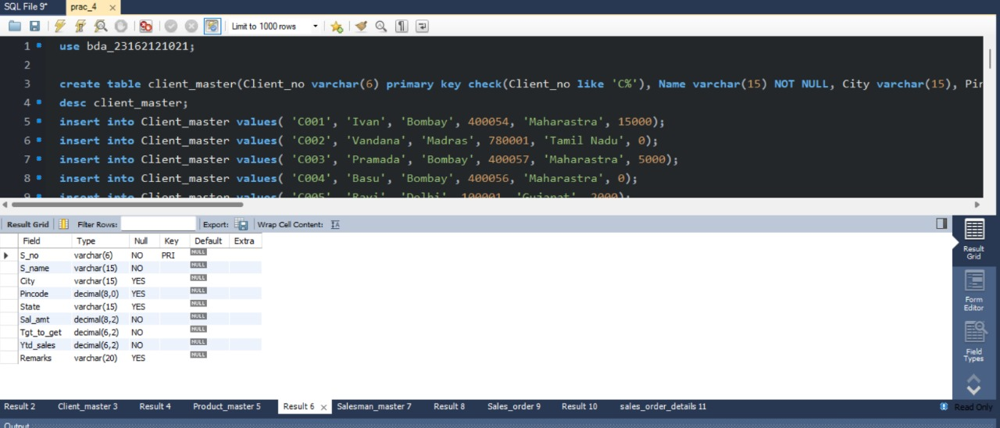 SQL File 9*
prac_4
Limit to 1000 rows
1 use bda_23162121021;
2
3 create table client_master(Client_no varchar(6) primary key check(Client_no like 'C%'), Name varchar(15) NOT NULL, City varchar(15), Pin
4 desc client_master;
5 insert into Client_master values( 'C001', 'Ivan', 'Bombay', 400054, 'Maharastra', 15000);
6 insert into Client_master values( 'C002', 'Vandana', 'Madras', 780001, 'Tamil Nadu', 0);
7 insert into Client_master values( 'C003', 'Pramada', 'Bombay', 400057, 'Maharastra', 5000);
8 insert into Client_master values( 'C004', 'Basu', 'Bombay', 400056, 'Maharastra', 0);
9 insert into Client_master values( 'C005', 'Ravi', 'Delhi', 100001, 'Gujarat', 2000);
Result Grid Filter Rows: Export: Wrap Cell Content: IA
Field Type Null Key Default Extra
S_no varchar(6) NO PRI NULL
S_name varchar(15) NO NULL
City varchar(15) YES NULL
Pincode decimal(8,0) YES NULL
State varchar(15) YES NULL
Sal_amt decimal(8,2) NO NULL
Tgt_to_get decimal(6,2) NO NULL
Ytd_sales decimal(6,2) NO NULL
Remarks varchar(20) YES NULL
Result
Grid
Form
Editor
Field
Types
Result 2 Client_master 3 Result 4 Product_master 5 Result 6 Salesman_master 7 Result 8 Sales_order 9 Result 10 sales_order_details 11 Read Only
Output